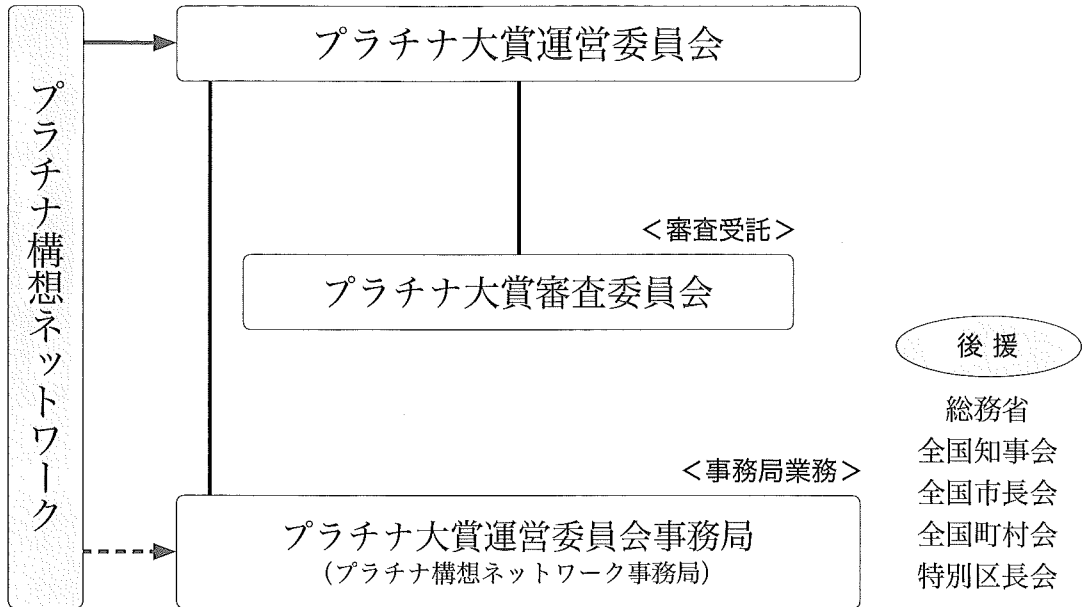 プラチナ構想ネットワーク
プラチナ大賞運営委員会
＜審査受託＞
プラチナ大賞審査委員会
＜事務局業務＞
プラチナ大賞運営委員会事務局
（プラチナ構想ネットワーク事務局）
後援
総務省
全国知事会
全国市長会
全国町村会
特別区長会